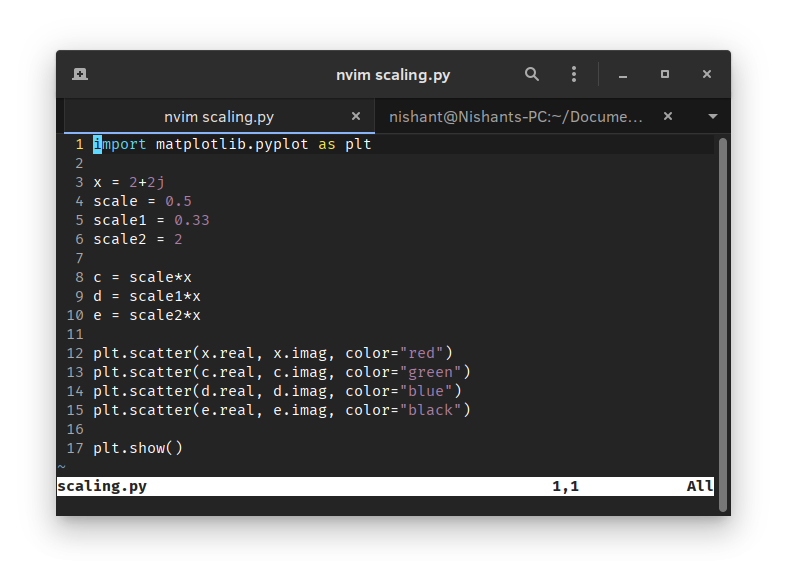 nvim scaling.py
nvim scaling.py × nishant@Nishants-PC:~/Docume... ×
1 import matplotlib.pyplot as plt
2
3 x = 2+2j
4 scale = 0.5
5 scale1 = 0.33
6 scale2 = 2
7
8 c = scale*x
9 d = scale1*x
10 e = scale2*x
11
12 plt.scatter(x.real, x.imag, color="red")
13 plt.scatter(c.real, c.imag, color="green")
14 plt.scatter(d.real, d.imag, color="blue")
15 plt.scatter(e.real, e.imag, color="black")
16
17 plt.show()
~
scaling.py 1,1 All